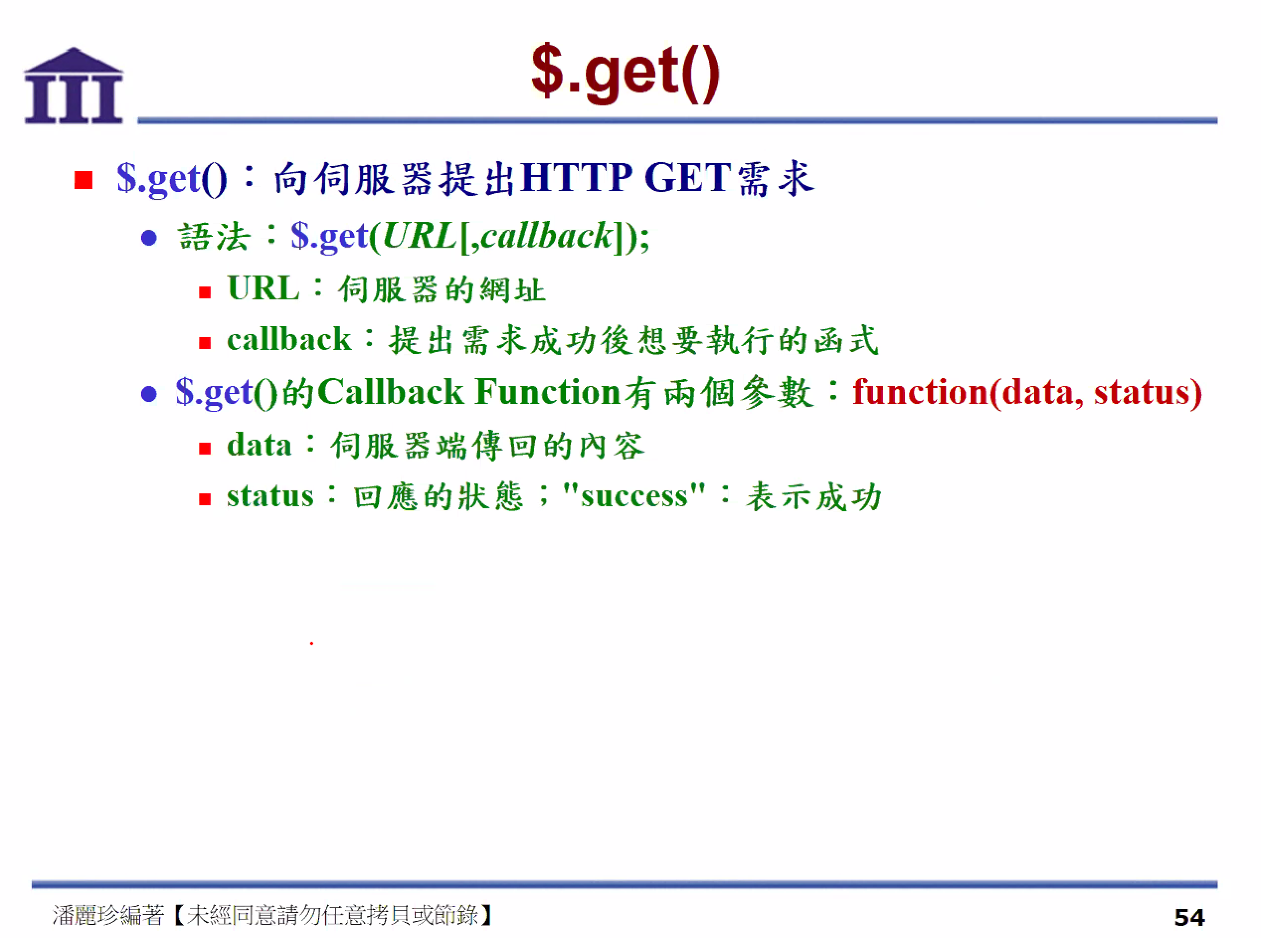 $.get()
$.get()：向伺服器提出HTTP GET需求
語法：$.get(URL[,callback]);
URL：伺服器的網址
callback：提出需求成功後想要執行的函式
$.get()的Callback Function有兩個參數：function(data, status)
data：伺服器端傳回的內容
status：回應的狀態；"success"：表示成功
潘麗珍編著【未經同意請勿任意拷貝或節錄】
54